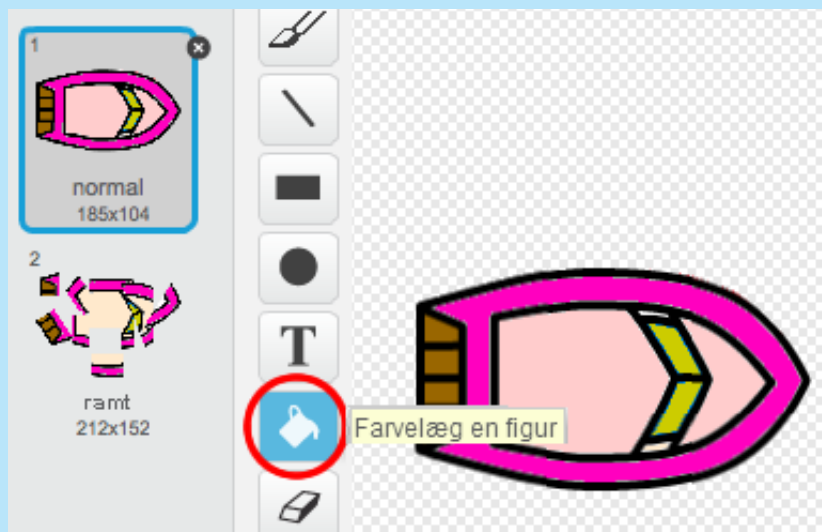 1
normal
185x104
2
ramt
212x152
T
Farvelæg en figur